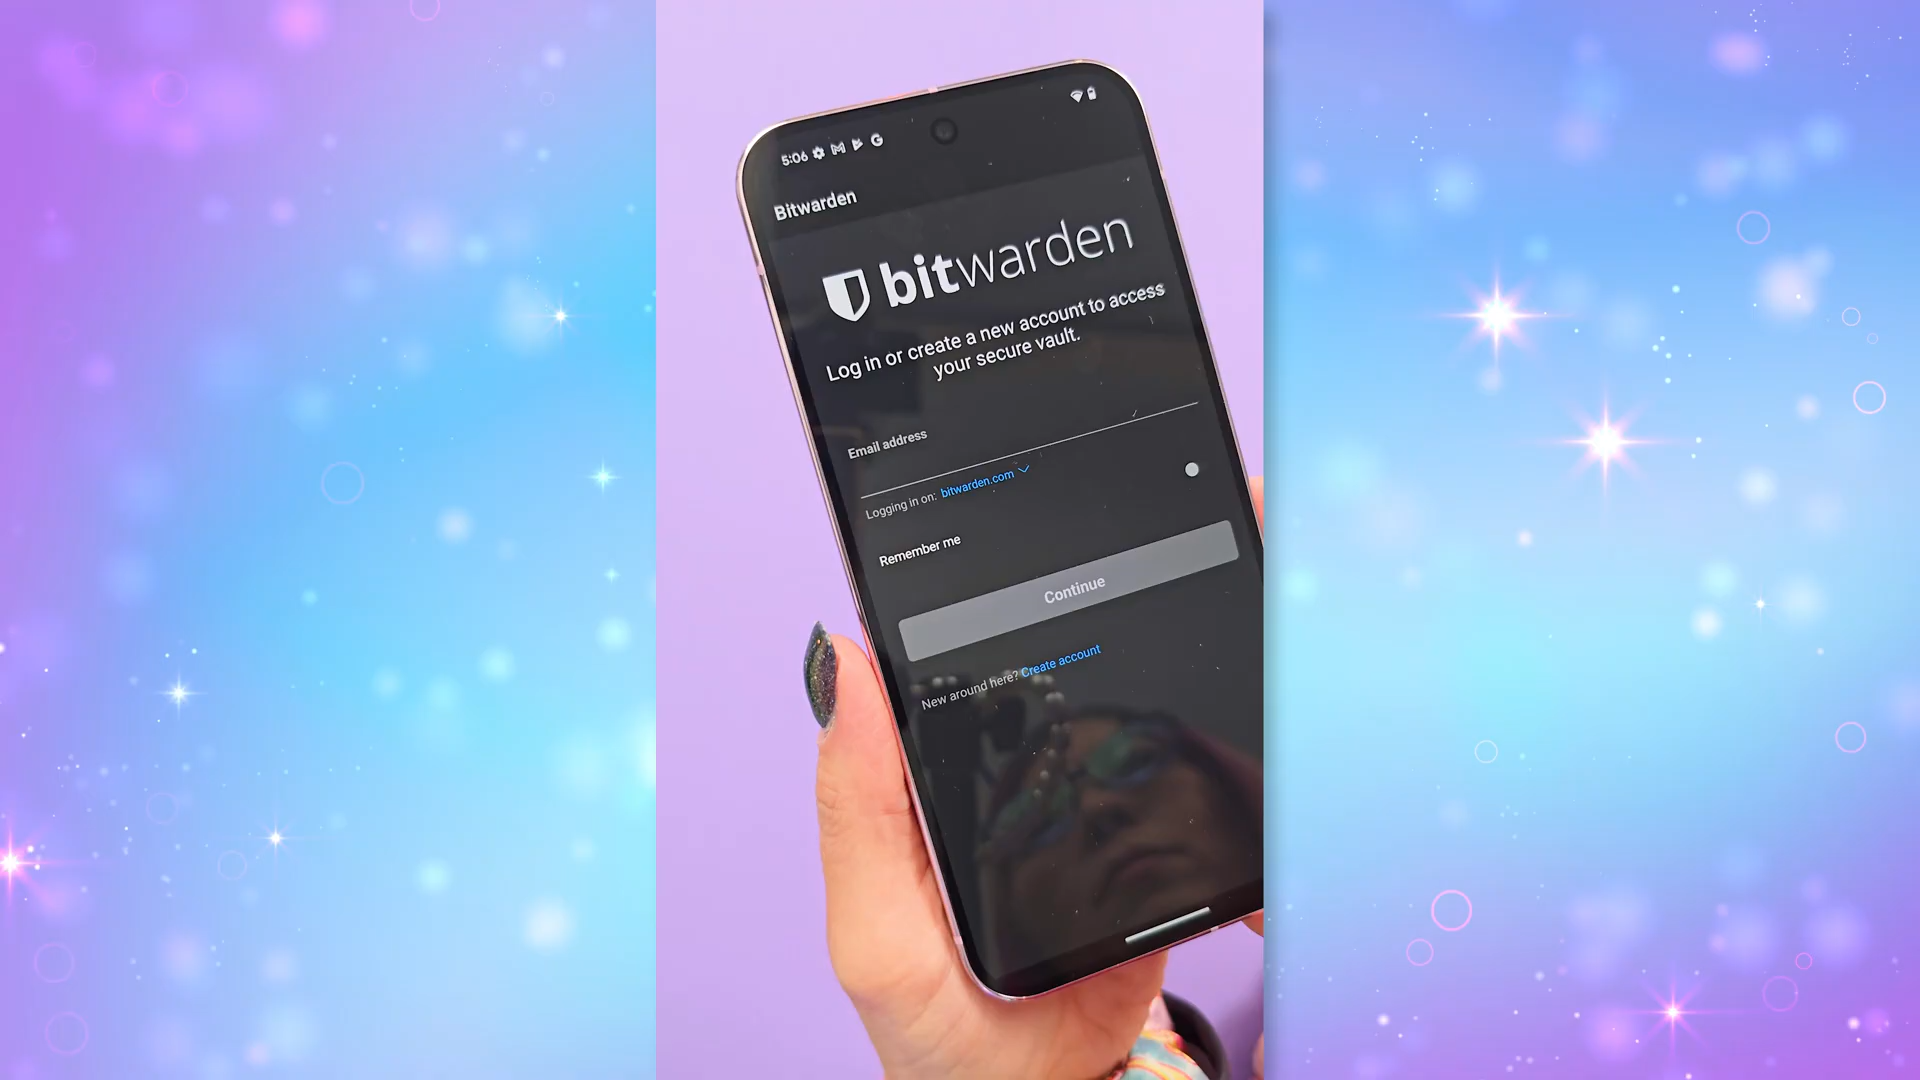 5:06
Bitwarden
bitwarden
Log in or create a new account to access
your secure vault.
Email address
Logging in on: bitwarden.com
Remember me
Continue
New around here? Create account